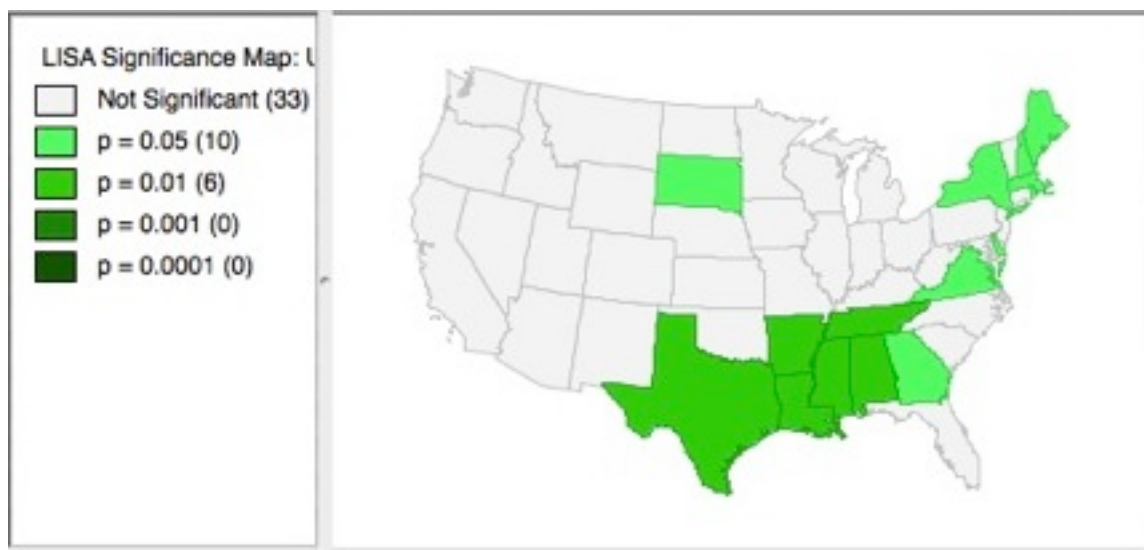 LISA Significance Map: U
Not Significant (33)
p = 0.05 (10)
p = 0.01 (6)
p = 0.001 (0)
p = 0.0001 (0)